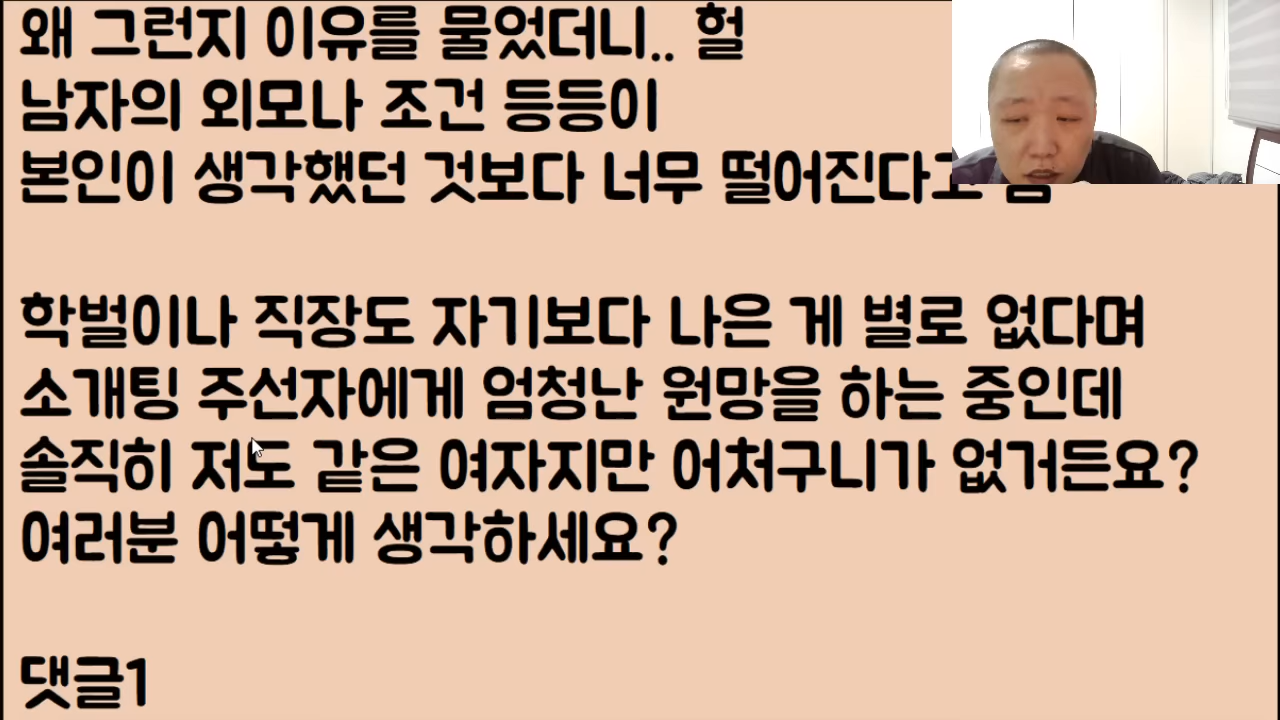 왜 그런지 이유를 물었더니.. 헐
남자의 외모나 조건 등등이
본인이 생각했던 것보다 너무 떨어진다고
학벌이나 직장도 자기보다 나은 게 별로 없다며
소개팅 주선자에게 엄청난 원망을 하는 중인데
솔직히 저도 같은 여자지만 어처구니가 없거든요?
여러분 어떻게 생각하세요?
댓글1